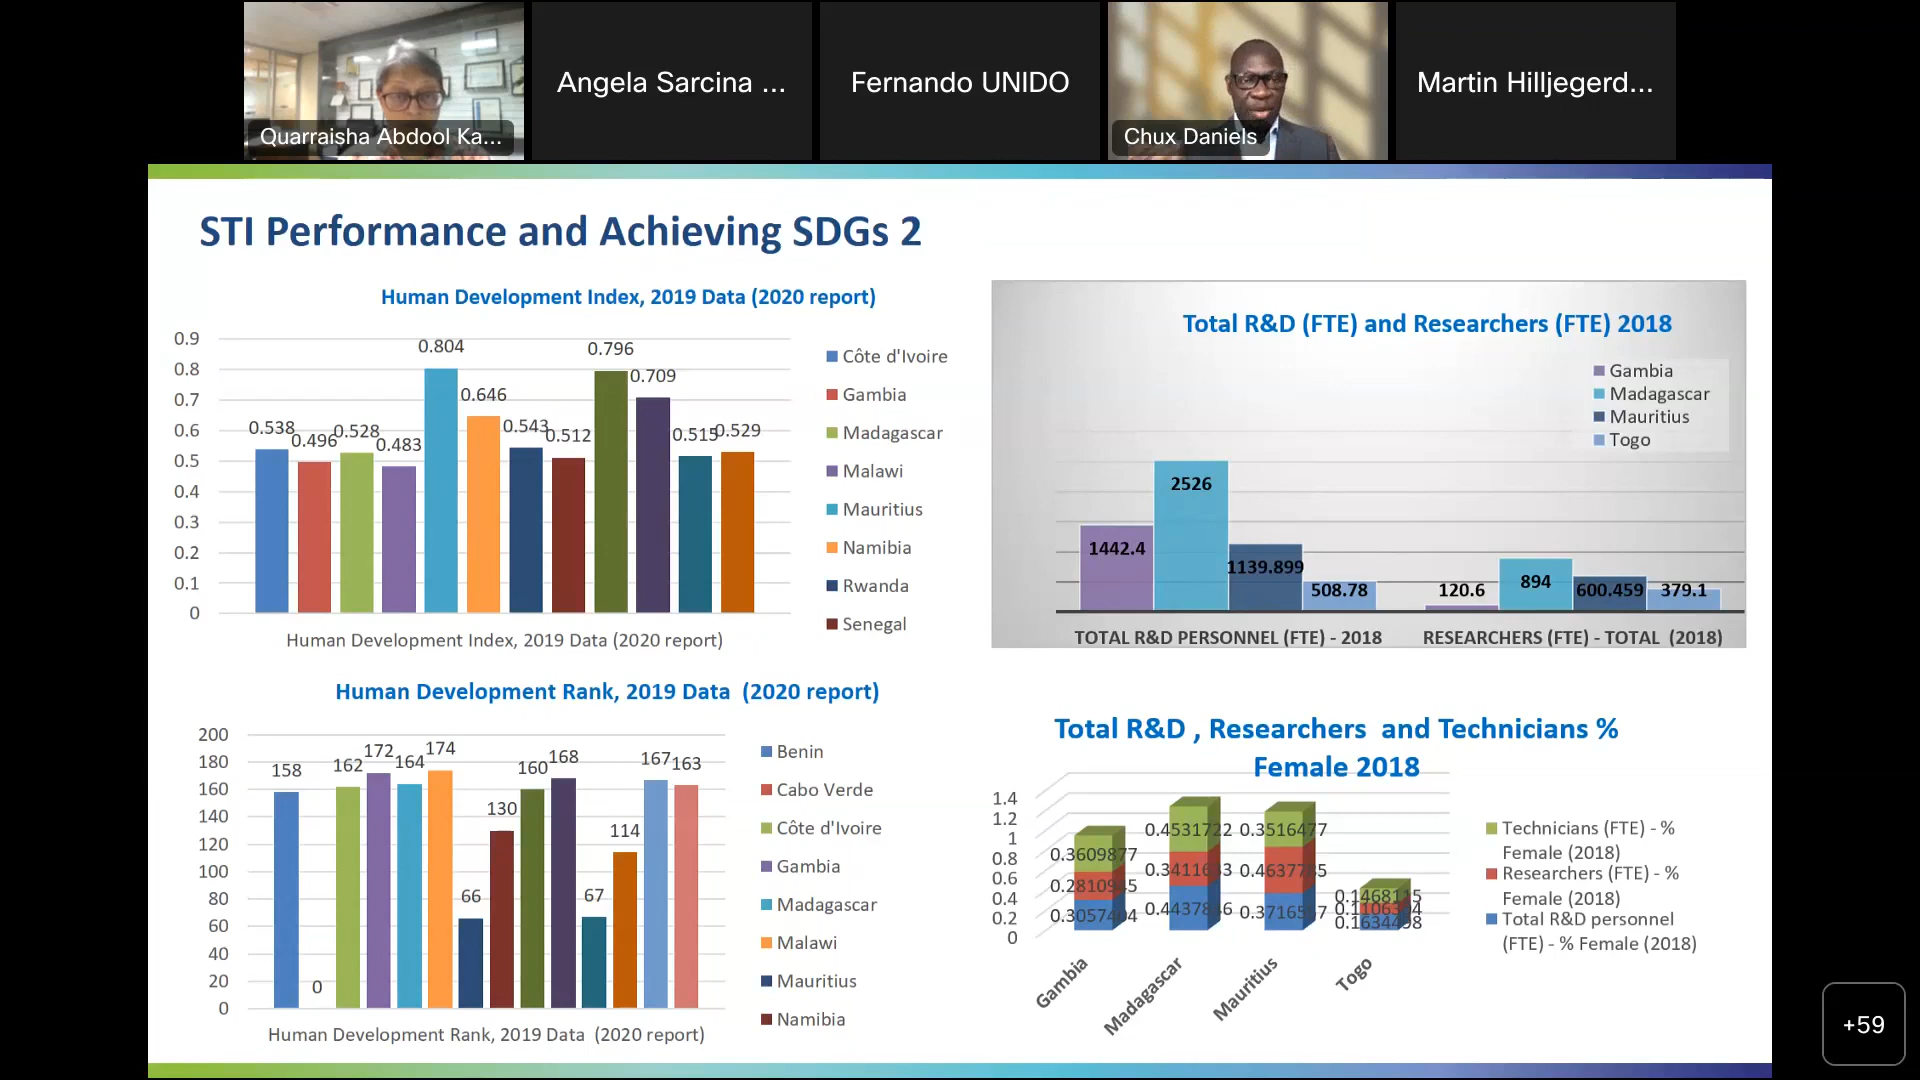 Quarraisha Abdool Ka...
Angela Sarcina ...
Fernando UNIDO
Chux Daniels
Martin Hilljegerd...
STI Performance and Achieving SDGs 2
Human Development Index, 2019 Data (2020 report)
0.9
0.8
0.7
0.6
0.5
0.4
0.3
0.2
0.1
0
0.538
0.496
0.528
0.483
0.804
0.646
0.543
0.512
0.796
0.709
0.515
0.529
Human Development Index, 2019 Data (2020 report)
Côte d'Ivoire
Gambia
Madagascar
Malawi
Mauritius
Namibia
Rwanda
Senegal
Total R&D (FTE) and Researchers (FTE) 2018
Gambia
Madagascar
Mauritius
Togo
1442.4
2526
1139.899
508.78
120.6
894
600.459
379.1
TOTAL R&D PERSONNEL (FTE) - 2018
RESEARCHERS (FTE) - TOTAL (2018)
Human Development Rank, 2019 Data (2020 report)
200
180
160
140
120
100
80
60
40
20
0
158
0
162
172
164
174
66
130
160
168
67
114
167
163
Human Development Rank, 2019 Data (2020 report)
Benin
Cabo Verde
Côte d'Ivoire
Gambia
Madagascar
Malawi
Mauritius
Namibia
Total R&D , Researchers and Technicians %
Female 2018
1.4
1.2
1
0.8
0.6
0.4
0.2
0
0.3609877
0.4531722
0.3516477
0.1468115
Gambia
Madagascar
Mauritius
Togo
Technicians (FTE) - %
Female (2018)
Researchers (FTE) - %
Female (2018)
Total R&D personnel
(FTE) - % Female (2018)
+59